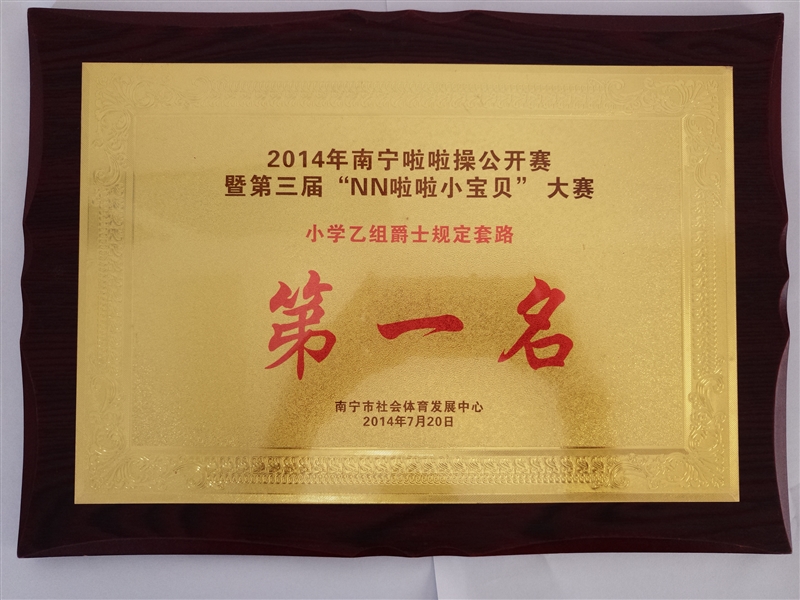 2014年南宁啦啦操公开赛
暨第三届“NN啦啦小宝贝” 大赛
小学乙组爵士规定套路
第一名
南宁市社会体育发展中心
2014年7月20日